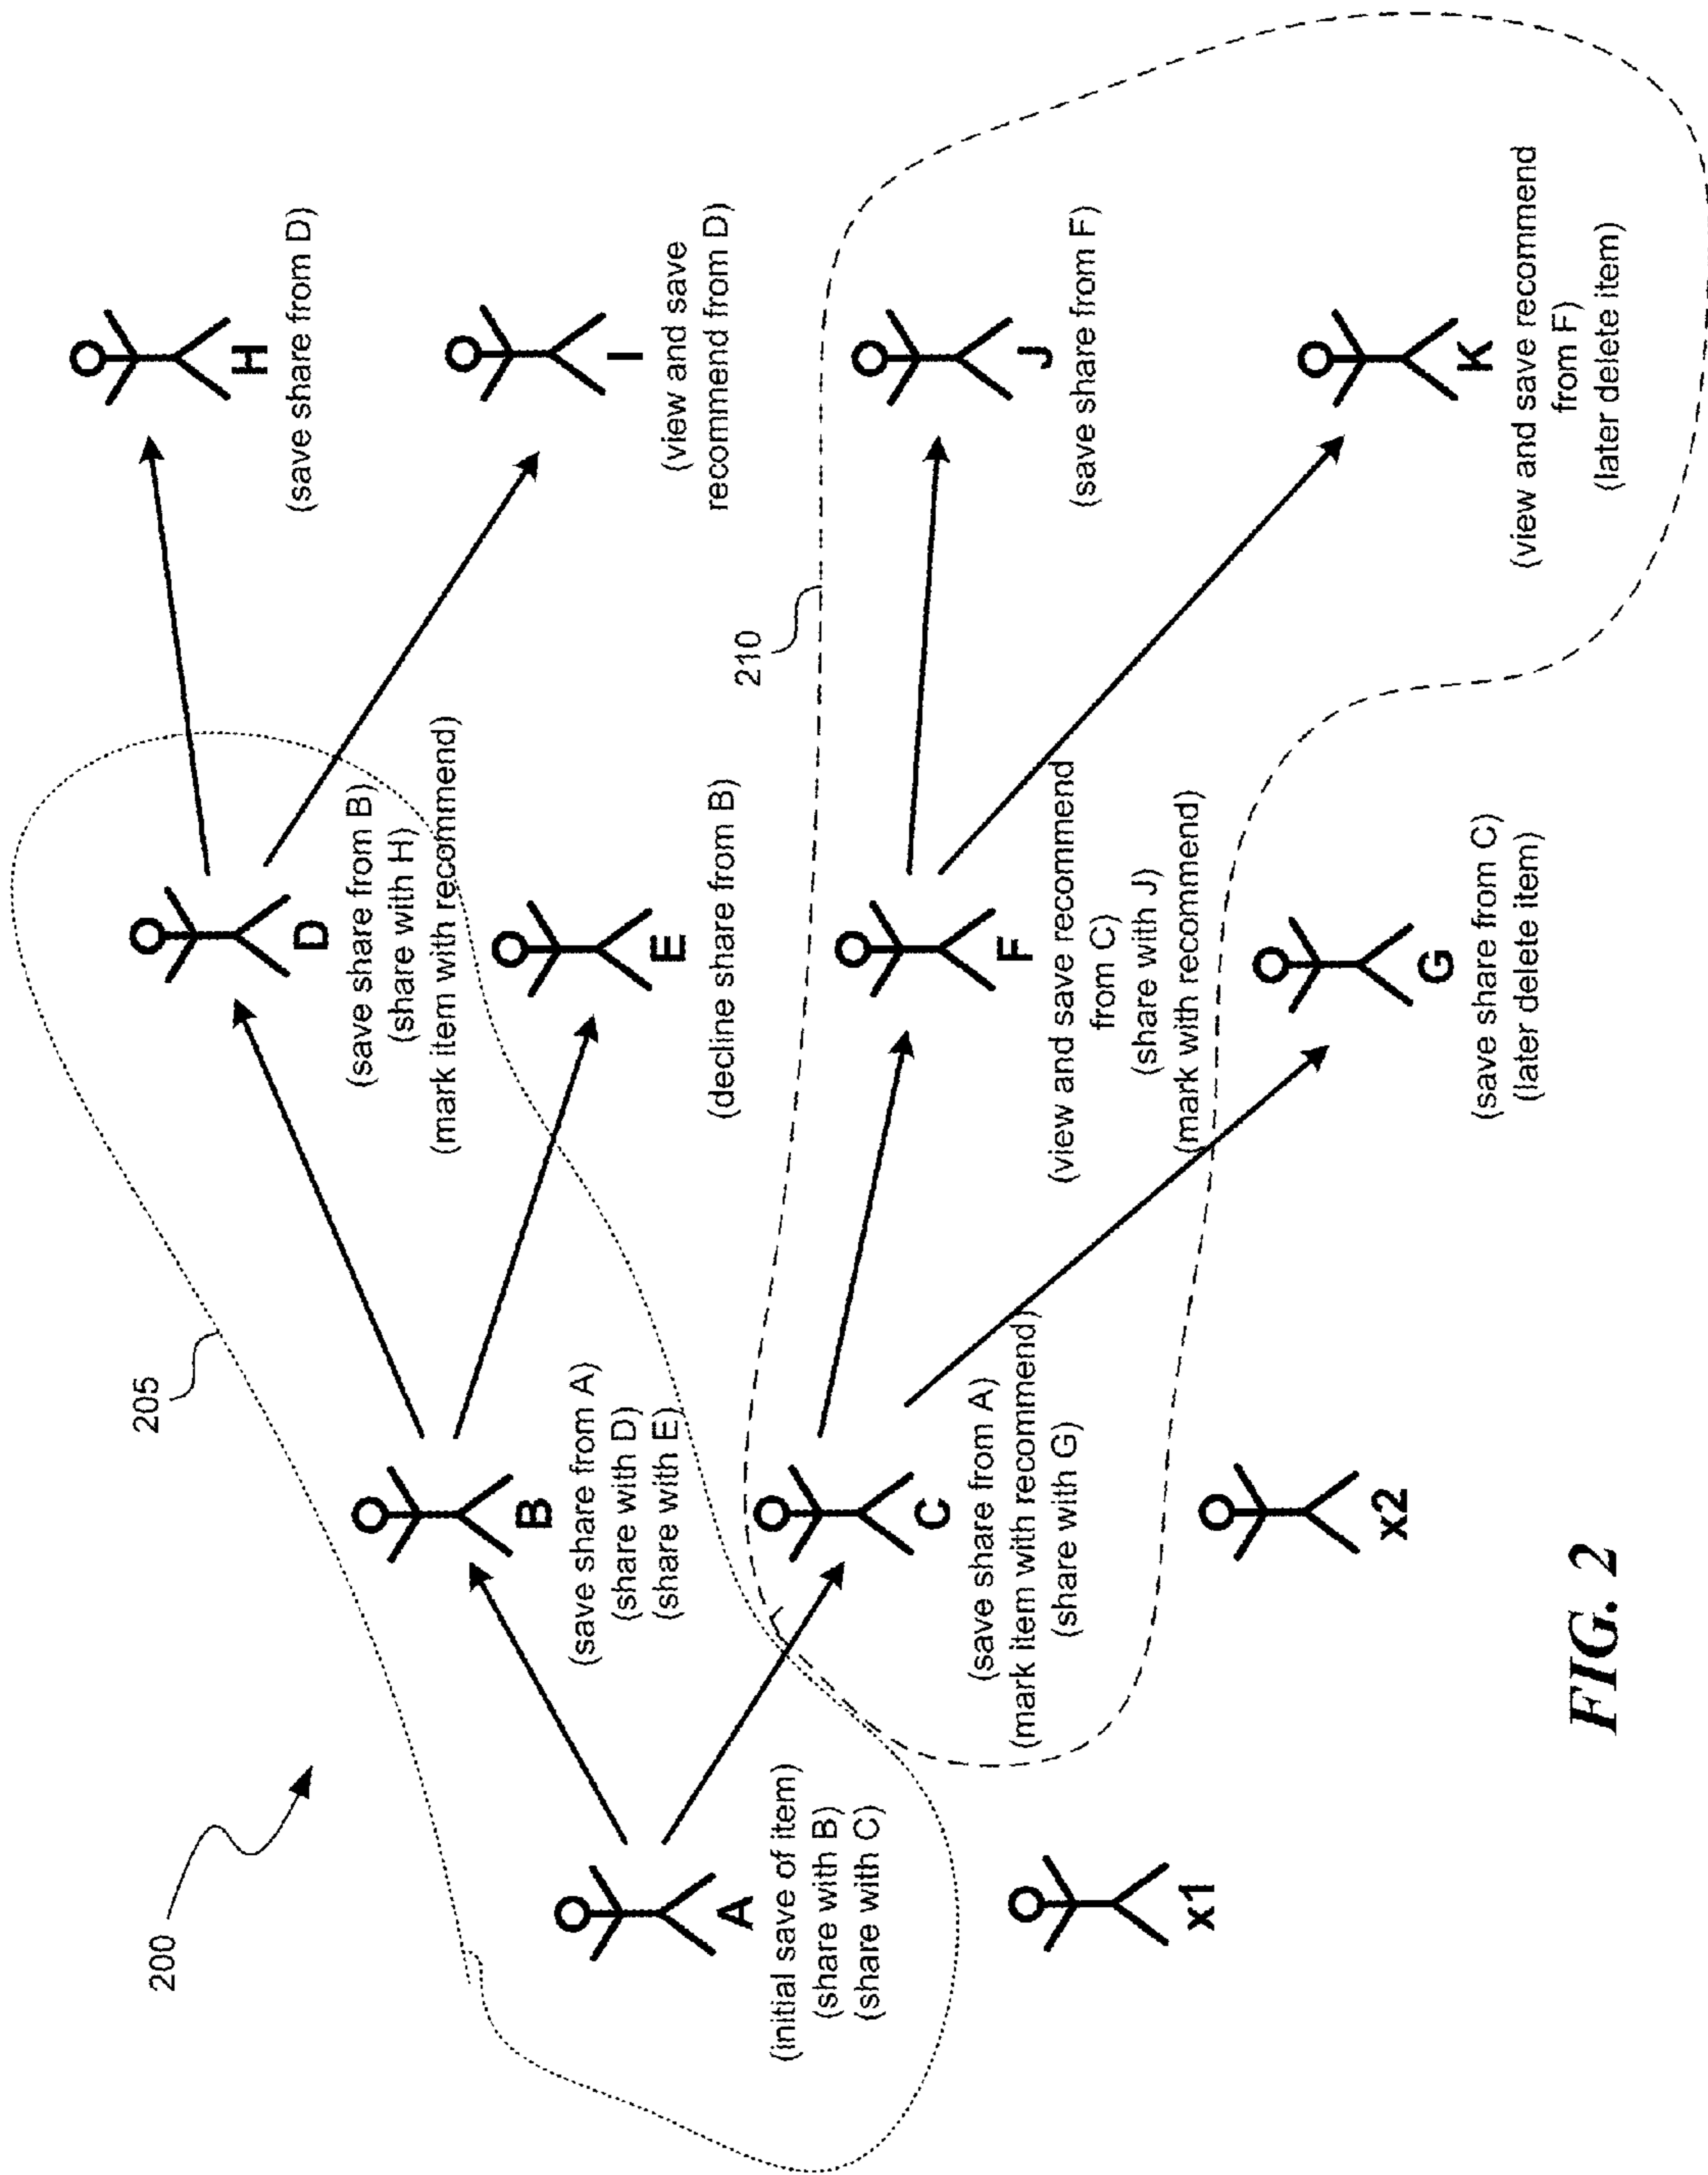 200
205
210
H
(save share from D)
D
(save share from B)
(share with H)
(mark item with recommend)
I
(view and save
recommend from D)
B
(save share from A)
(share with D)
(share with E)
E
(decline share from B)
A
(initial save of item)
(share with B)
(share with C)
J
(save share from F)
F
(view and save recommend
from C)
(share with J)
(mark with recommend)
C
(save share from A)
(mark item with recommend)
(share with G)
K
(view and save recommend
from F)
(later delete item)
G
(save share from C)
(later delete item)
x1
x2
FIG. 2